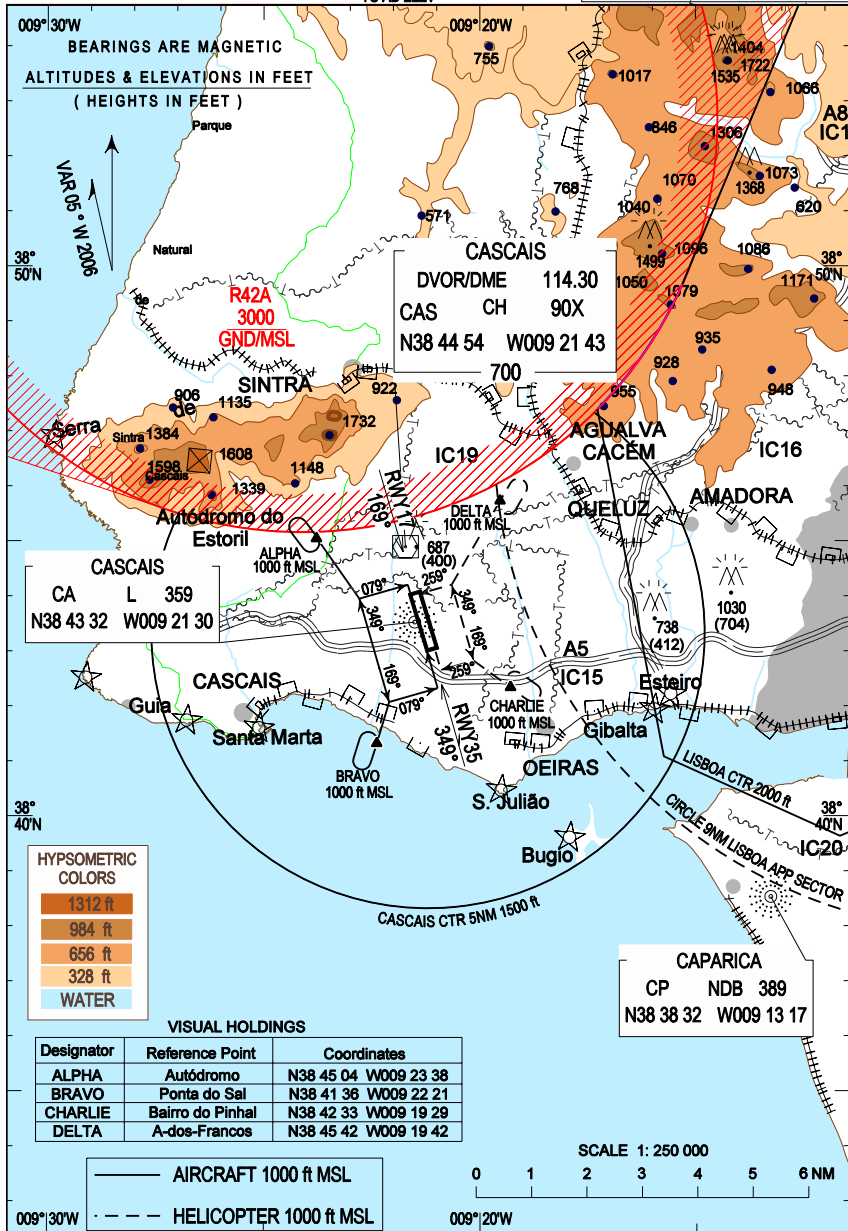 009°30'W
009°20'W
BEARINGS ARE MAGNETIC
ALTITUDES & ELEVATIONS IN FEET
( HEIGHTS IN FEET )
VAR 05° W 2006
Parque
Natural
de
755
1017
1404
1535
1722
1066
A8
846
1306
1070
1073
1368
620
768
1040
571
38°
50'N
38°
50'N
1499
1096
1086
1050
1079
1171
R42A
3000
GND/MSL
CASCAIS
DVOR/DME 114.30
CAS CH 90X
N38 44 54 W009 21 43
700
935
928
948
955
SINTRA
922
906
de
1135
1732
Serra
Sintra
1384
1608
1598
Cascais
1148
1339
Autódromo do
Estoril
IC19
AGUALVA
CACÉM
IC16
QUELUZ
AMADORA
RWY17
169°
DELTA
1000 ft MSL
ALPHA
1000 ft MSL
687
(400)
CASCAIS
CA L 359
N38 43 32 W009 21 30
079°
259°
349°
349°
169°
169°
259°
079°
738
(412)
1030
(704)
A5
IC15
Esteiro
CASCAIS
Guia
Santa Marta
CHARLIE
1000 ft MSL
Gibalta
RWY35
349°
BRAVO
1000 ft MSL
OEIRAS
S. Julião
Bugio
LISBOA CTR 2000 ft
CIRCLE 9NM LISBOA APP SECTOR
38°
40'N
38°
40'N
IC20
CASCAIS CTR 5NM 1500 ft
HYPSOMETRIC
COLORS
1312 ft
984 ft
656 ft
328 ft
WATER
CAPARICA
CP NDB 389
N38 38 32 W009 13 17
VISUAL HOLDINGS
Designator Reference Point Coordinates
ALPHA Autódromo N38 45 04 W009 23 38
BRAVO Ponta do Sal N38 41 36 W009 22 21
CHARLIE Bairro do Pinhal N38 42 33 W009 19 29
DELTA A-dos-Francos N38 45 42 W009 19 42
AIRCRAFT 1000 ft MSL
HELICOPTER 1000 ft MSL
SCALE 1: 250 000
0 1 2 3 4 5 6 NM
009°30'W
009°20'W